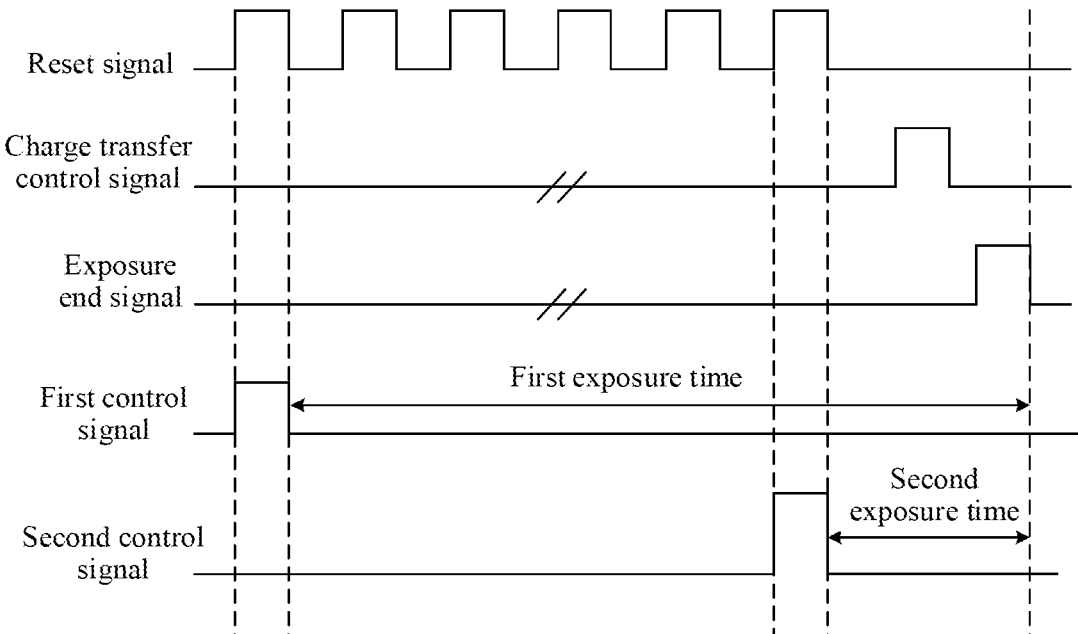 Reset signal
Charge transfer
control signal
Exposure
end signal
First exposure time
First control
signal
Second
exposure time
Second control
signal